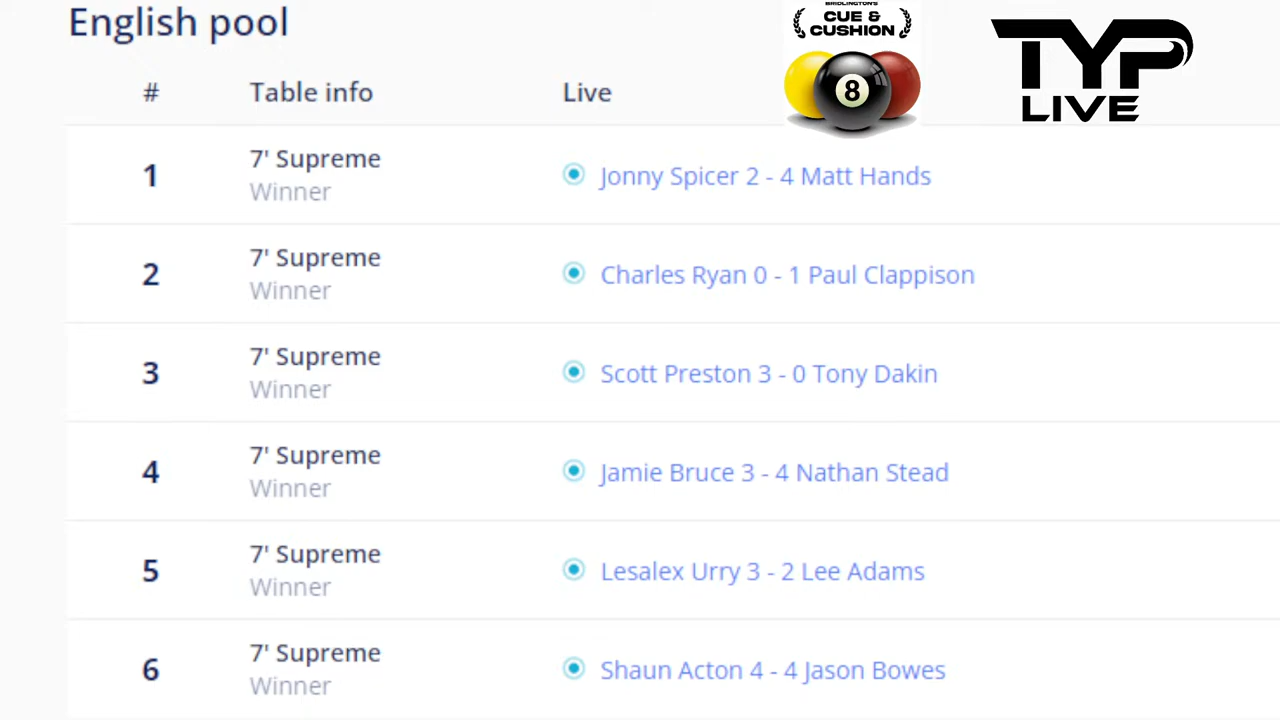 English pool
BRIDLINGTON'S
CUE &
CUSHION
8
TYP
LIVE
# Table info Live
1 7' Supreme Jonny Spicer 2 - 4 Matt Hands
Winner
2 7' Supreme Charles Ryan 0 - 1 Paul Clappison
Winner
3 7' Supreme Scott Preston 3 - 0 Tony Dakin
Winner
4 7' Supreme Jamie Bruce 3 - 4 Nathan Stead
Winner
5 7' Supreme Lesalex Urry 3 - 2 Lee Adams
Winner
6 7' Supreme Shaun Acton 4 - 4 Jason Bowes
Winner